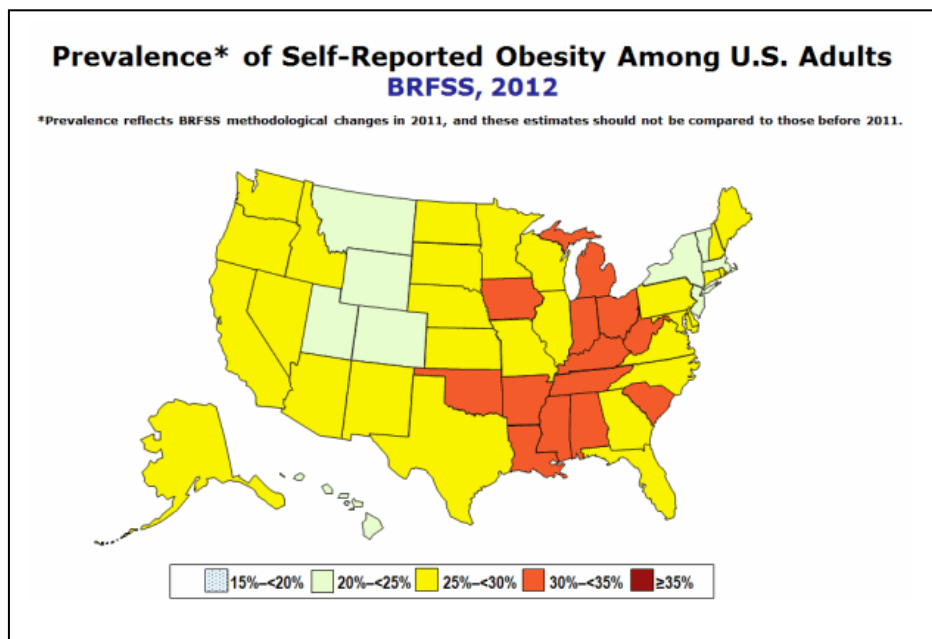 Prevalence* of Self-Reported Obesity Among U.S. Adults
BRFSS, 2012
*Prevalence reflects BRFSS methodological changes in 2011, and these estimates should not be compared to those before 2011.
15%–<20% 20%–<25% 25%–<30% 30%–<35% ≥35%